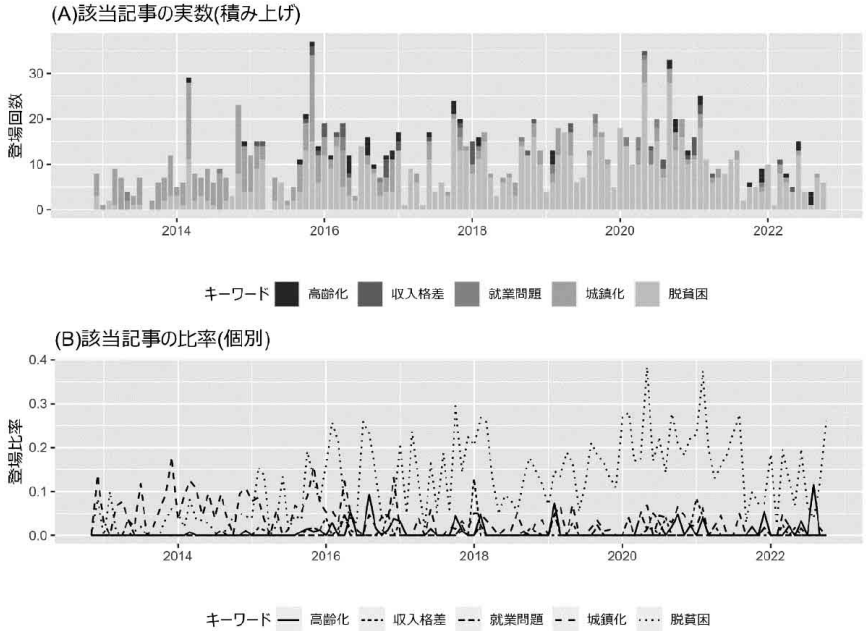 (A)該当記事の実数(積み上げ)
登場回数
30
20
10
0
2014 2016 2018 2020 2022
キーワード 高齢化 収入格差 就業問題 城鎮化 脱貧困
(B)該当記事の比率(個別)
登場比率
0.4
0.3
0.2
0.1
0.0
2014 2016 2018 2020 2022
キーワード 高齢化 収入格差 就業問題 城鎮化 脱貧困